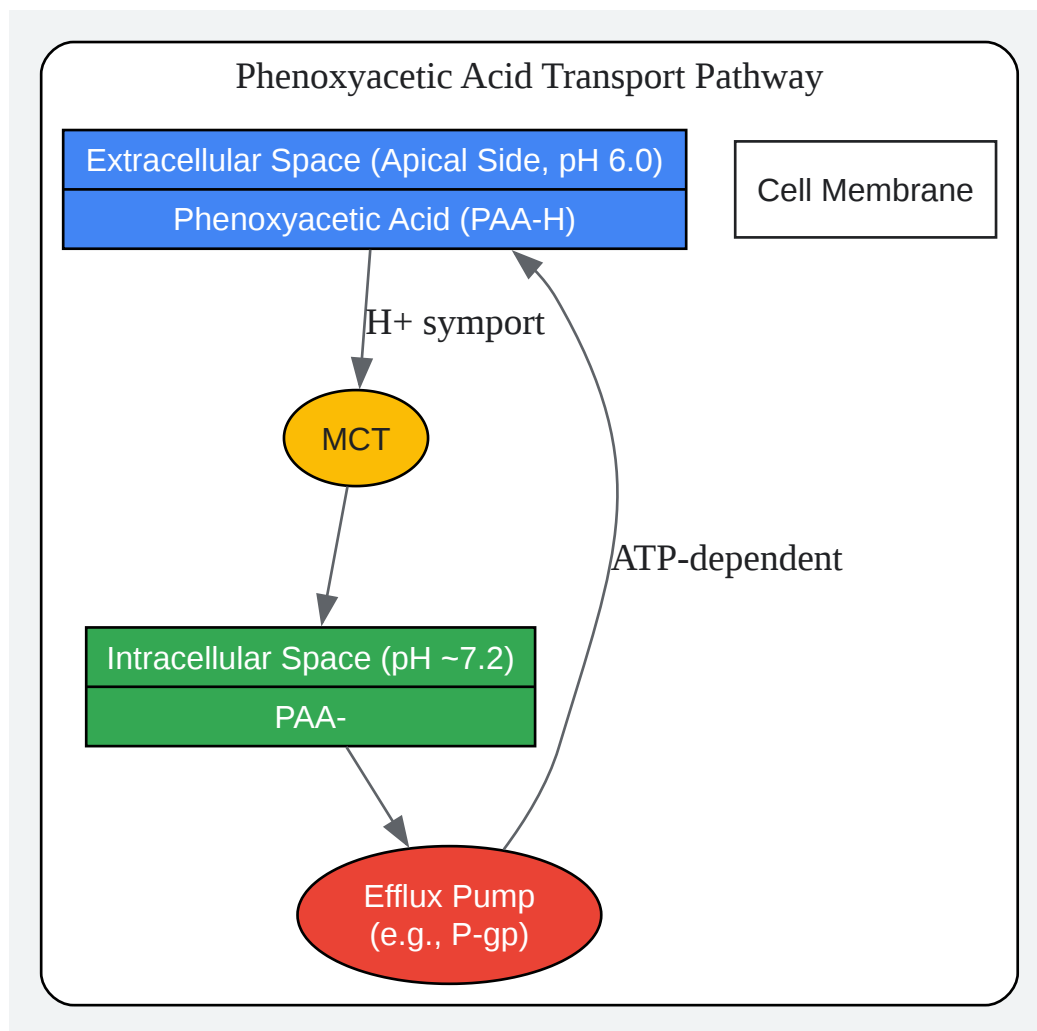 Phenoxyacetic Acid Transport Pathway
Extracellular Space (Apical Side, pH 6.0)
Phenoxyacetic Acid (PAA-H)
Cell Membrane
H+ symport
MCT
ATP-dependent
Intracellular Space (pH ~7.2)
PAA-
Efflux Pump
(e.g., P-gp)